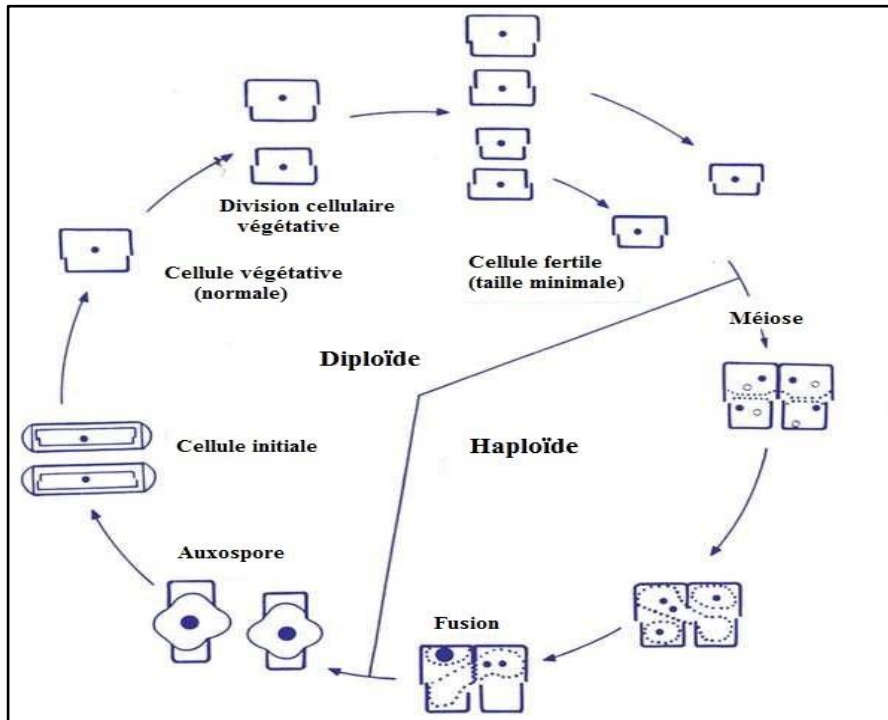 Division cellulaire
végétative
Cellule végétative
(normale)
Cellule fertile
(taille minimale)
Méiose
Diploïde
Haploïde
Cellule initiale
Auxospore
Fusion